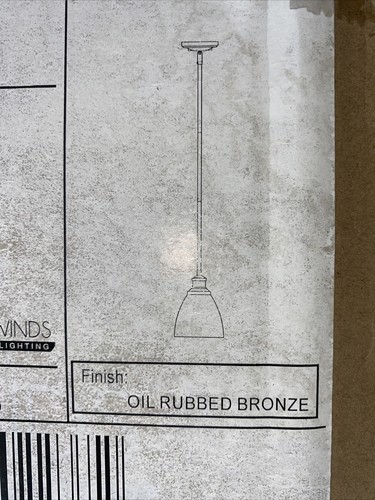 WINDS
LIGHTING
Finish:
OIL RUBBED BRONZE